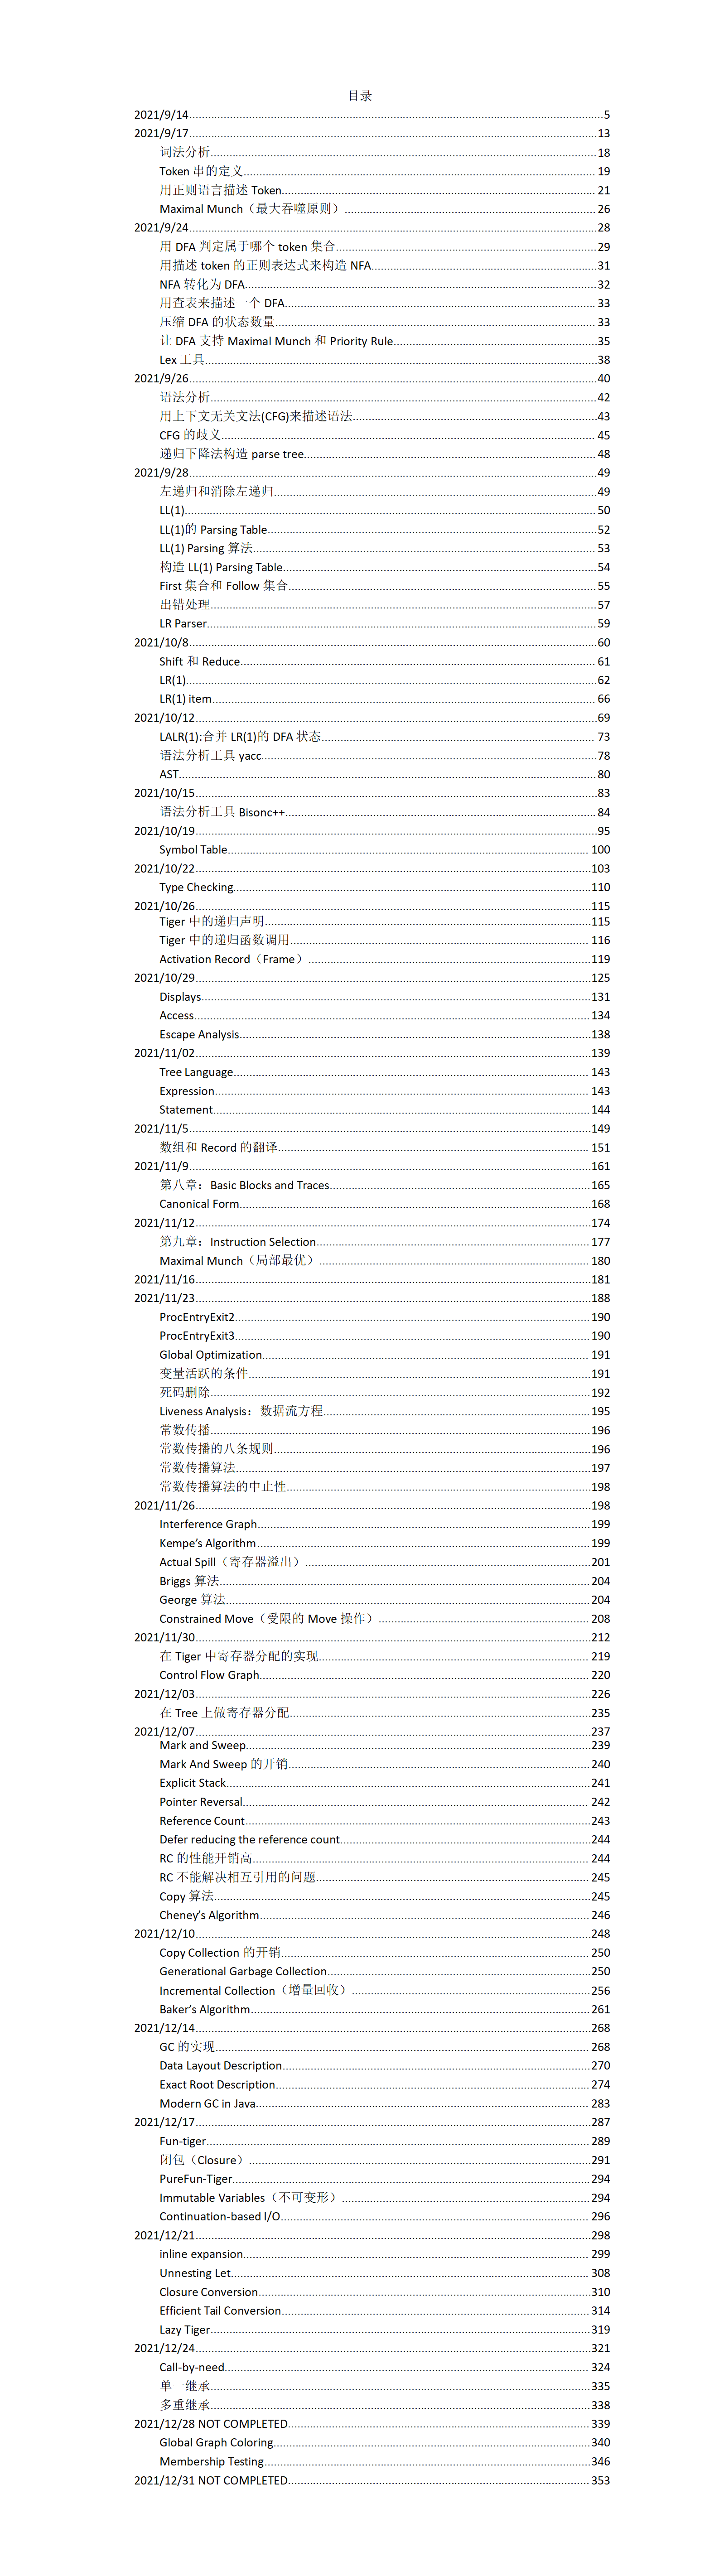 目录
2021/9/14 5
2021/9/17 13
词法分析 18
Token 串的定义 19
用正则语言描述 Token 21
Maximal Munch（最大吞噬原则） 26
2021/9/24 28
用 DFA 判定属于哪个 token 集合 29
用描述 token 的正则表达式来构造 NFA 31
NFA 转化为 DFA 32
用查表来描述一个 DFA 33
压缩 DFA 的状态数量 33
让 DFA 支持 Maximal Munch 和 Priority Rule 35
Lex 工具 38
2021/9/26 40
语法分析 42
用上下文无关文法(CFG)来描述语法 43
CFG 的歧义 45
递归下降法构造 parse tree 48
2021/9/28 49
左递归和消除左递归 49
LL(1) 50
LL(1)的 Parsing Table 52
LL(1) Parsing 算法 53
构造 LL(1) Parsing Table 54
First 集合和 Follow 集合 55
出错处理 57
LR Parser 59
2021/10/8 60
Shift 和 Reduce 61
LR(1) 62
LR(1) item 66
2021/10/12 69
LALR(1):合并 LR(1)的 DFA 状态 73
语法分析工具 yacc 78
AST 80
2021/10/15 83
语法分析工具 Bisonc++ 84
2021/10/19 95
Symbol Table 100
2021/10/22 103
Type Checking 110
2021/10/26 115
Tiger 中的递归声明 115
Tiger 中的递归函数调用 116
Activation Record（Frame） 119
2021/10/29 125
Displays 131
Access 134
Escape Analysis 138
2021/11/02 139
Tree Language 143
Expression 143
Statement 144
2021/11/5 149
数组和 Record 的翻译 151
2021/11/9 161
第八章：Basic Blocks and Traces 165
Canonical Form 168
2021/11/12 174
第九章：Instruction Selection 177
Maximal Munch（局部最优） 180
2021/11/16 181
2021/11/23 188
ProcEntryExit2 190
ProcEntryExit3 190
Global Optimization 191
变量活跃的条件 191
死码删除 192
Liveness Analysis：数据流方程 195
常数传播 196
常数传播的八条规则 196
常数传播算法 197
常数传播算法的中止性 198
2021/11/26 198
Interference Graph 199
Kempe’s Algorithm 199
Actual Spill（寄存器溢出） 201
Briggs 算法 204
George 算法 204
Constrained Move（受限的 Move 操作） 208
2021/11/30 212
在 Tiger 中寄存器分配的实现 219
Control Flow Graph 220
2021/12/03 226
在 Tree 上做寄存器分配 235
2021/12/07 237
Mark and Sweep 239
Mark And Sweep 的开销 240
Explicit Stack 241
Pointer Reversal 242
Reference Count 243
Defer reducing the reference count 244
RC 的性能开销高 244
RC 不能解决相互引用的问题 245
Copy 算法 245
Cheney’s Algorithm 246
2021/12/10 248
Copy Collection 的开销 250
Generational Garbage Collection 250
Incremental Collection（增量回收） 256
Baker’s Algorithm 261
2021/12/14 268
GC 的实现 268
Data Layout Description 270
Exact Root Description 274
Modern GC in Java 283
2021/12/17 287
Fun-tiger 289
闭包（Closure） 291
PureFun-Tiger 294
Immutable Variables（不可变形） 294
Continuation-based I/O 296
2021/12/21 298
inline expansion 299
Unnesting Let 308
Closure Conversion 310
Efficient Tail Conversion 314
Lazy Tiger 319
2021/12/24 321
Call-by-need 324
单一继承 335
多重继承 338
2021/12/28 NOT COMPLETED 339
Global Graph Coloring 340
Membership Testing 346
2021/12/31 NOT COMPLETED 353